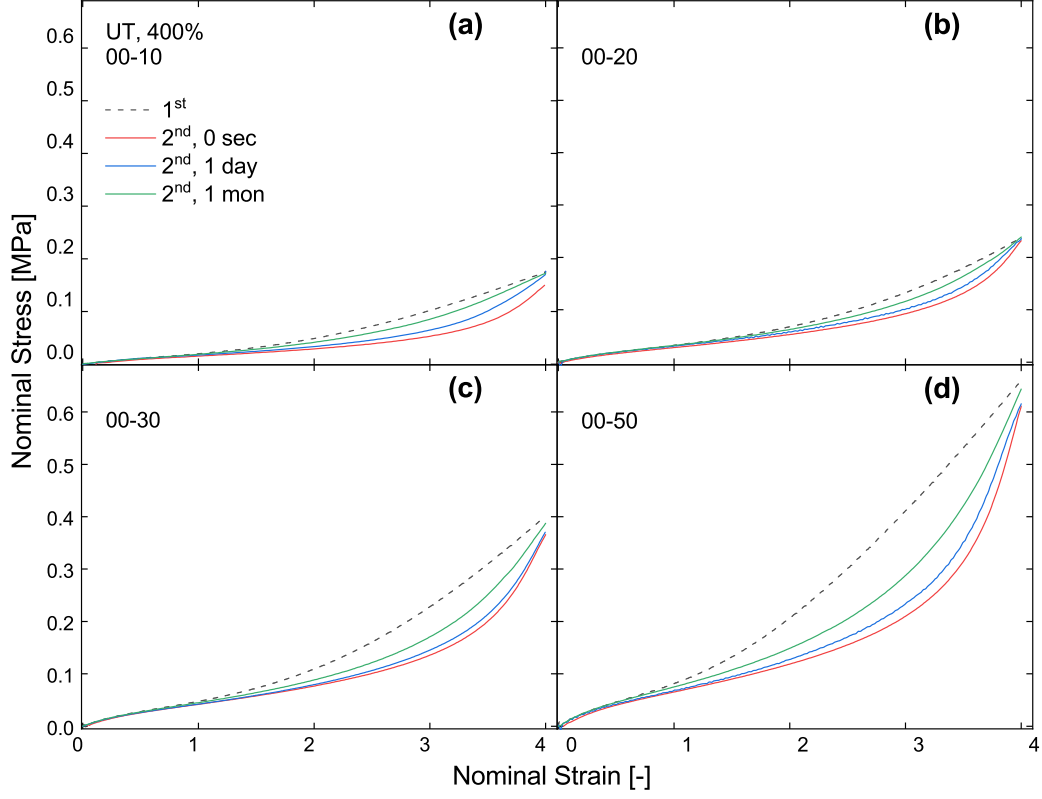 UT, 400%
00-10
(a)
1st
2nd, 0 sec
2nd, 1 day
2nd, 1 mon
00-20
(b)
00-30
(c)
00-50
(d)
0.6
0.5
0.4
0.3
0.2
0.1
0.0
0.6
0.5
0.4
0.3
0.2
0.1
0.0
Nominal Stress [MPa]
0 1 2 3 4
0 1 2 3 4
Nominal Strain [-]